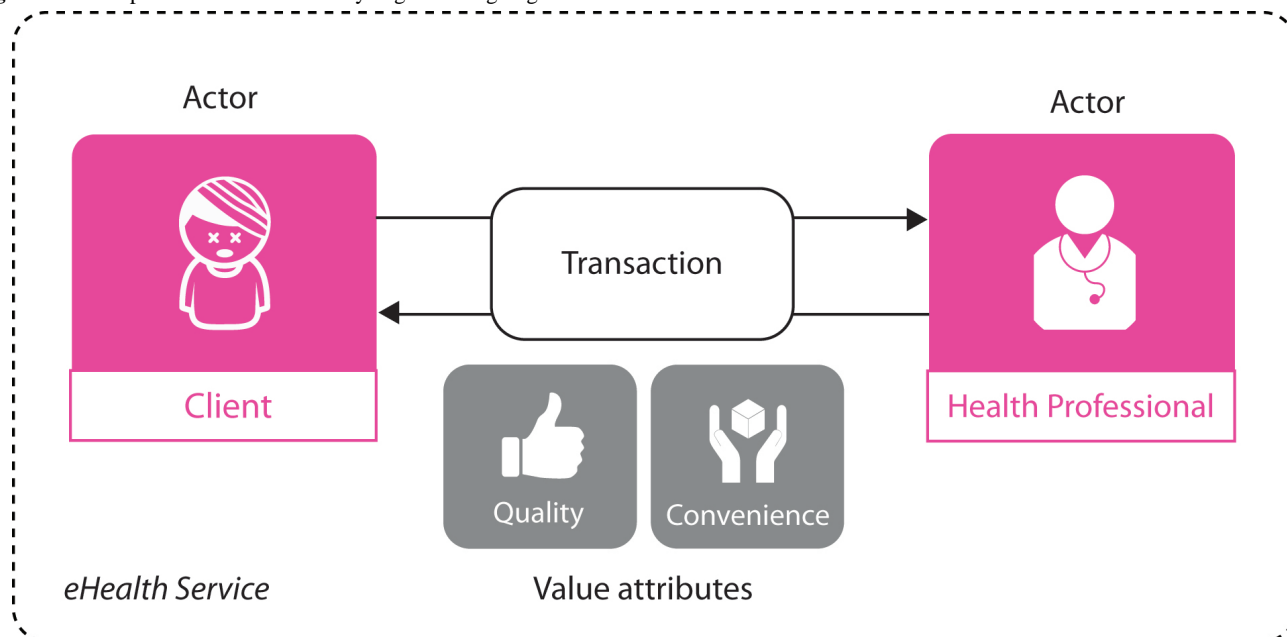 Actor
Actor
Transaction
Client
Health Professional
Quality
Convenience
eHealth Service
Value attributes